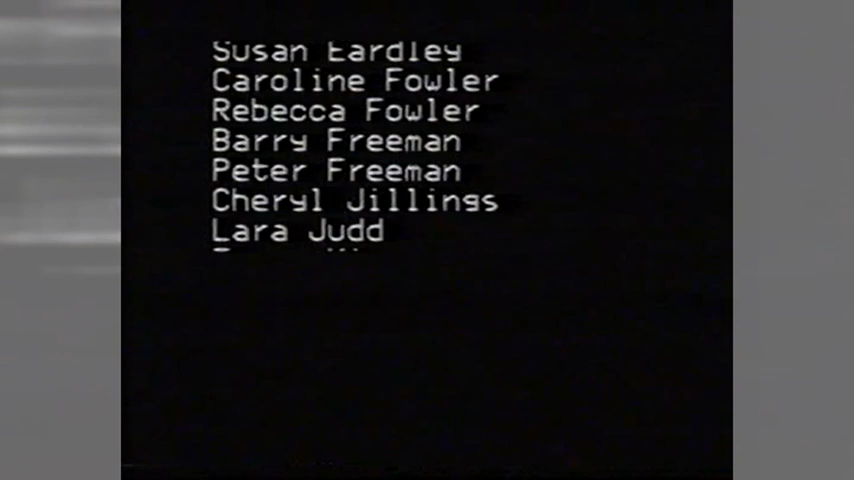 Susan Eardley
Caroline Fowler
Rebecca Fowler
Barry Freeman
Peter Freeman
Cheryl Jillings
Lara Judd